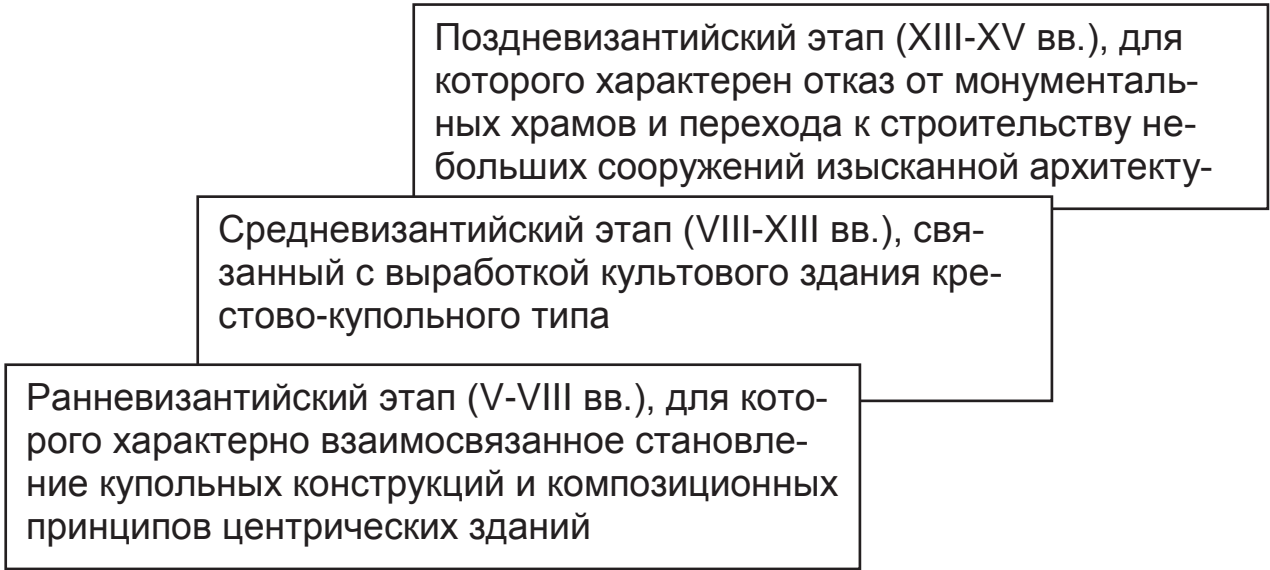 Поздневизантийский этап (XIII-XV вв.), для
которого характерен отказ от монументаль-
ных храмов и перехода к строительству не-
больших сооружений изысканной архитекту-
Средневизантийский этап (VIII-XIII вв.), свя-
занный с выработкой культового здания кре-
стово-купольного типа
Ранневизантийский этап (V-VIII вв.), для кото-
рого характерно взаимосвязанное становле-
ние купольных конструкций и композиционных
принципов центрических зданий